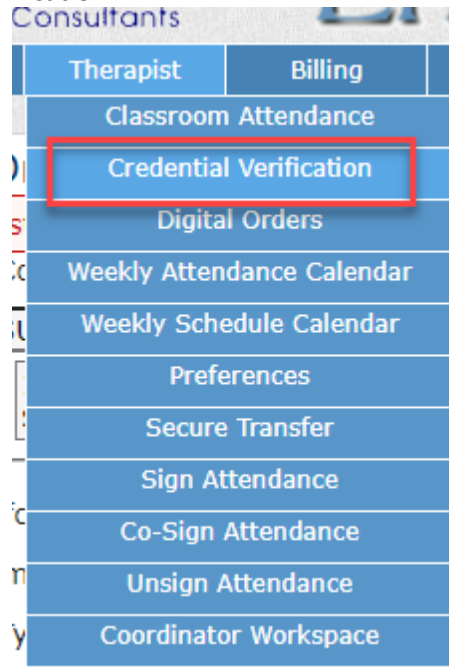 Consultants
Therapist Billing
Classroom Attendance
Credential Verification
Digital Orders
Weekly Attendance Calendar
Weekly Schedule Calendar
Preferences
Secure Transfer
Sign Attendance
Co-Sign Attendance
Unsign Attendance
Coordinator Workspace